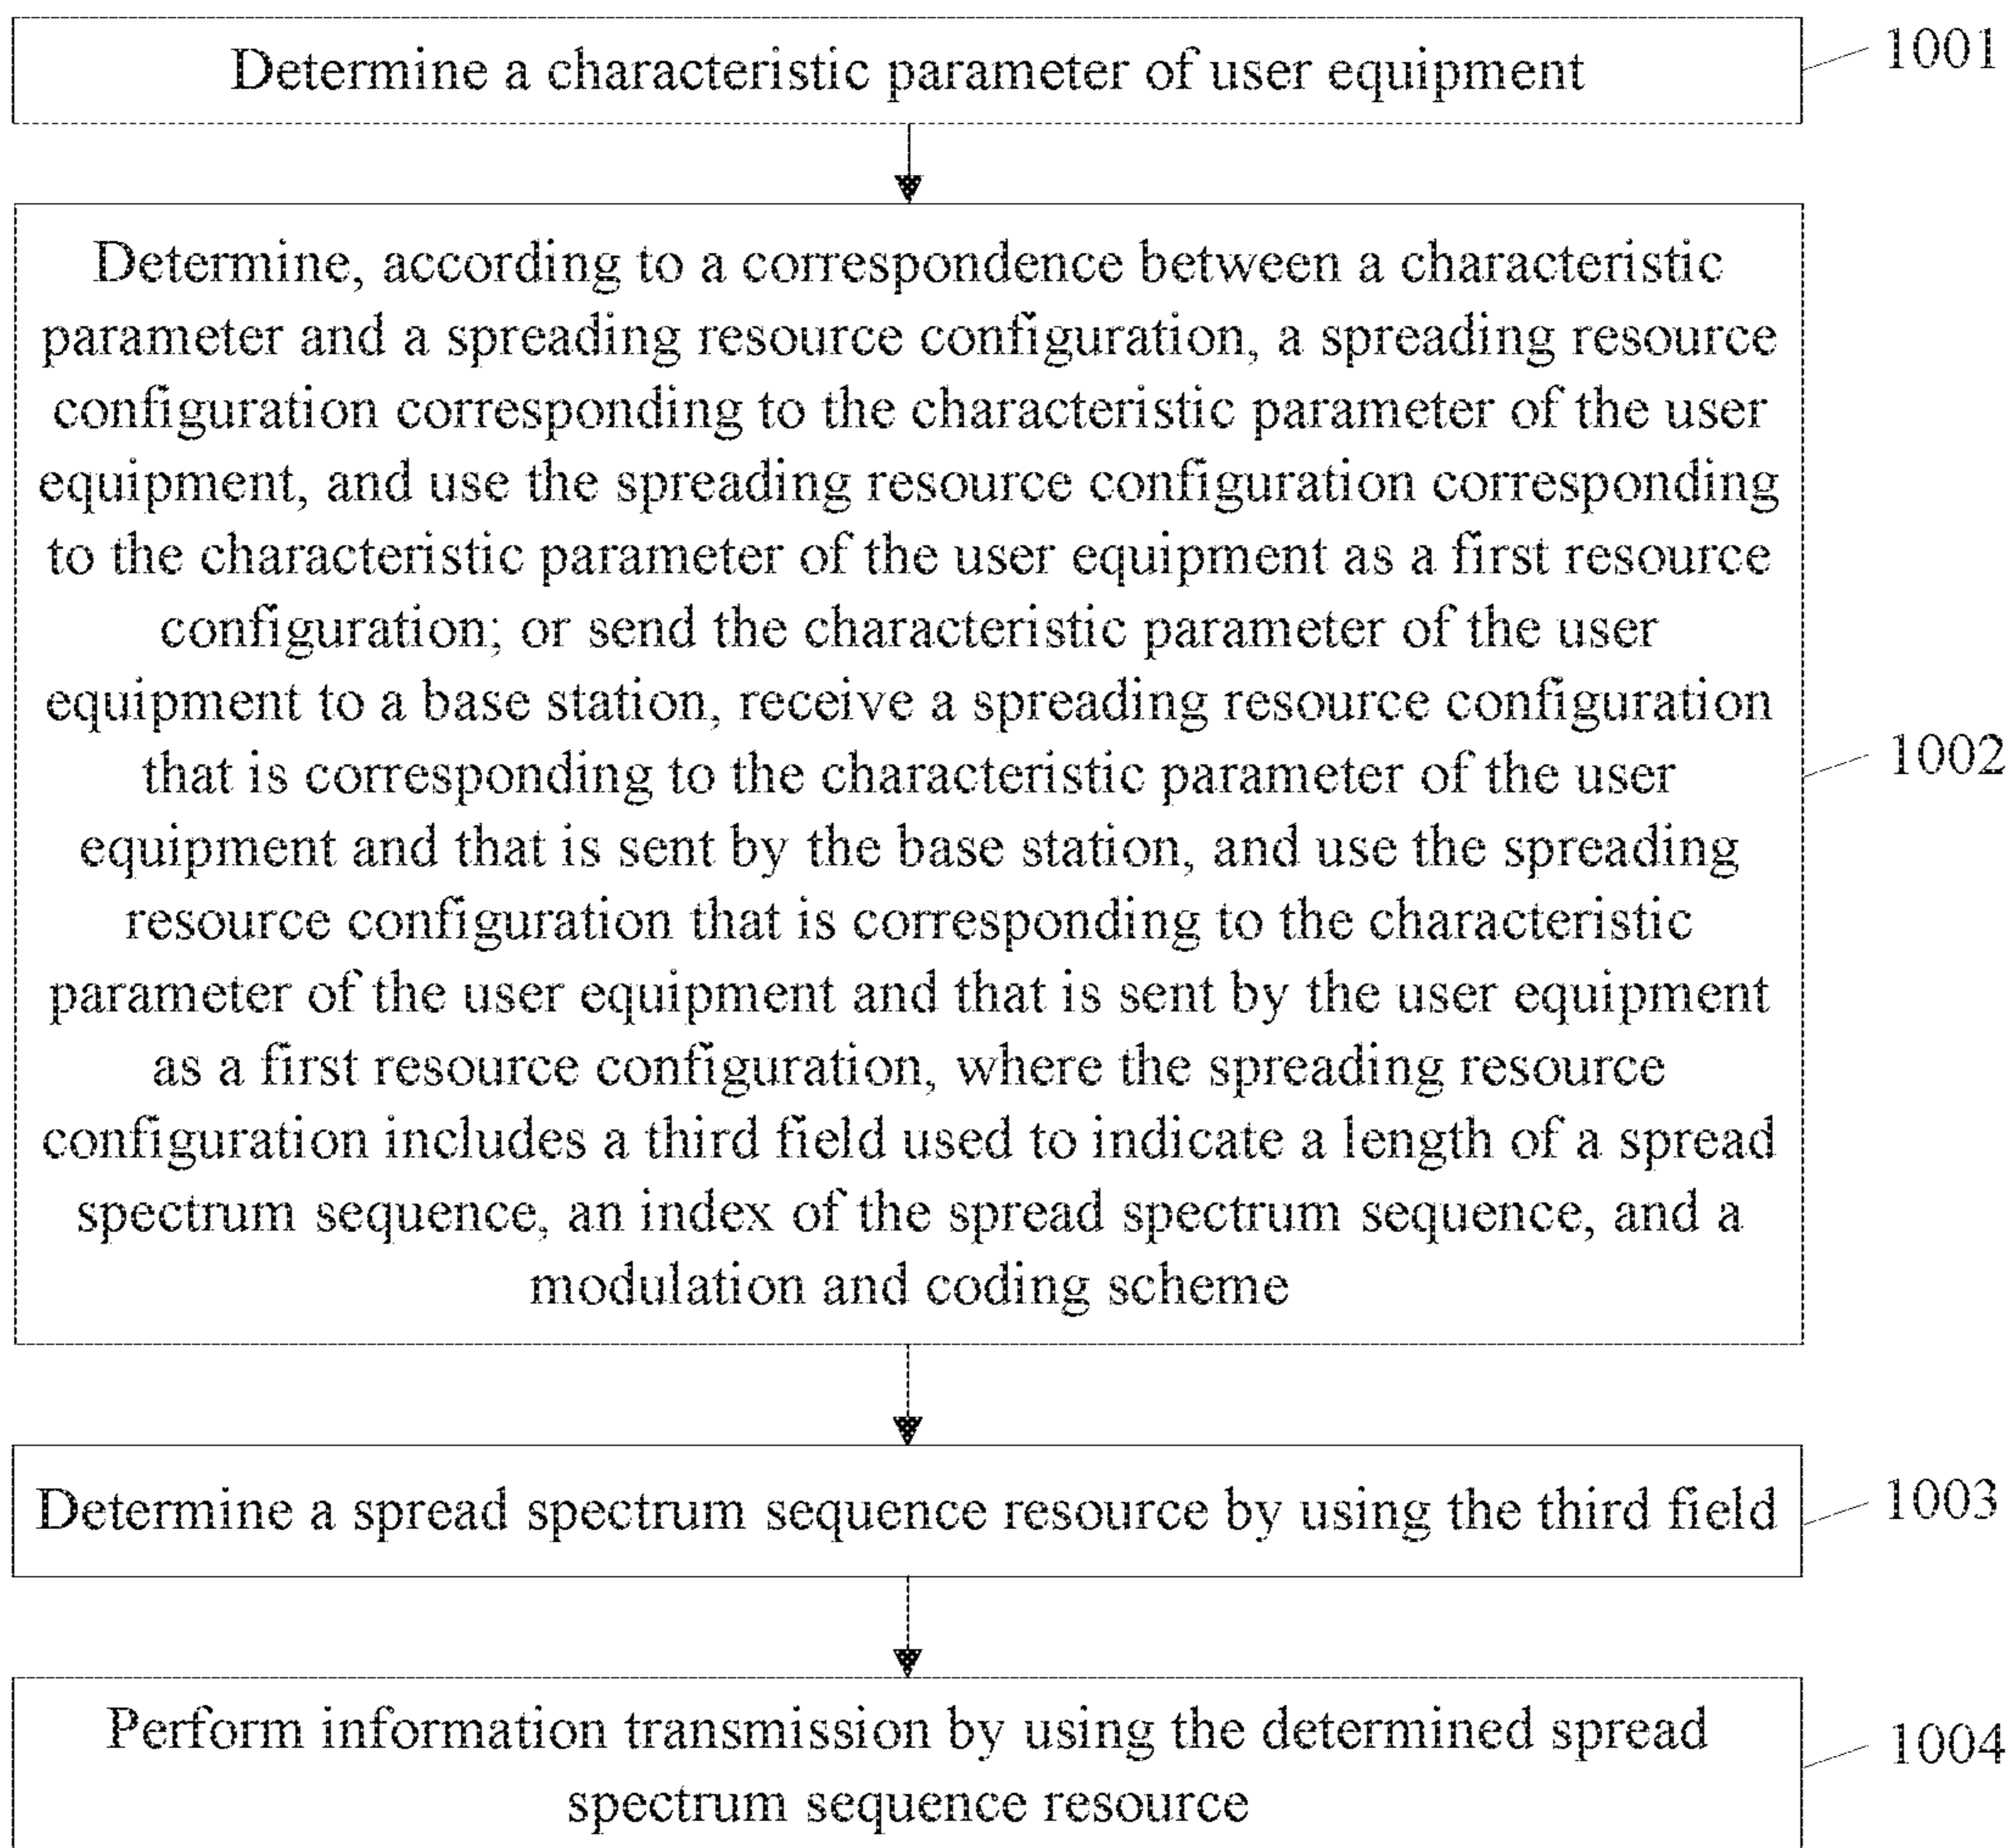 Determine a characteristic parameter of user equipment
1001
Determine, according to a correspondence between a characteristic
parameter and a spreading resource configuration, a spreading resource
configuration corresponding to the characteristic parameter of the user
equipment, and use the spreading resource configuration corresponding
to the characteristic parameter of the user equipment as a first resource
configuration; or send the characteristic parameter of the user
equipment to a base station, receive a spreading resource configuration
that is corresponding to the characteristic parameter of the user
equipment and that is sent by the base station, and use the spreading
resource configuration that is corresponding to the characteristic
parameter of the user equipment and that is sent by the user equipment
as a first resource configuration, where the spreading resource
configuration includes a third field used to indicate a length of a spread
spectrum sequence, an index of the spread spectrum sequence, and a
modulation and coding scheme
1002
Determine a spread spectrum sequence resource by using the third field
1003
Perform information transmission by using the determined spread
spectrum sequence resource
1004